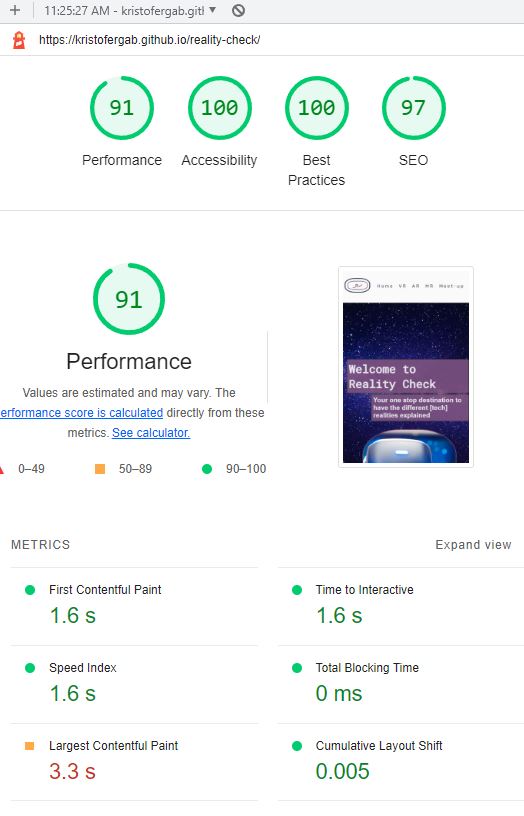 11:25:27 AM - kristofergab.gitl
https://kristofergab.github.io/reality-check/
91 100 100 97
Performance Accessibility Best Practices SEO
91
Performance
Values are estimated and may vary. The
erformance score is calculated directly from these
metrics. See calculator.
0–49 50–89 90–100
Home VR AR MR Meet-up
Welcome to
Reality Check
Your one stop destination to
have the different [tech]
realities explained
METRICS
Expand view
First Contentful Paint
1.6 s
Time to Interactive
1.6 s
Speed Index
1.6 s
Total Blocking Time
0 ms
Largest Contentful Paint
3.3 s
Cumulative Layout Shift
0.005